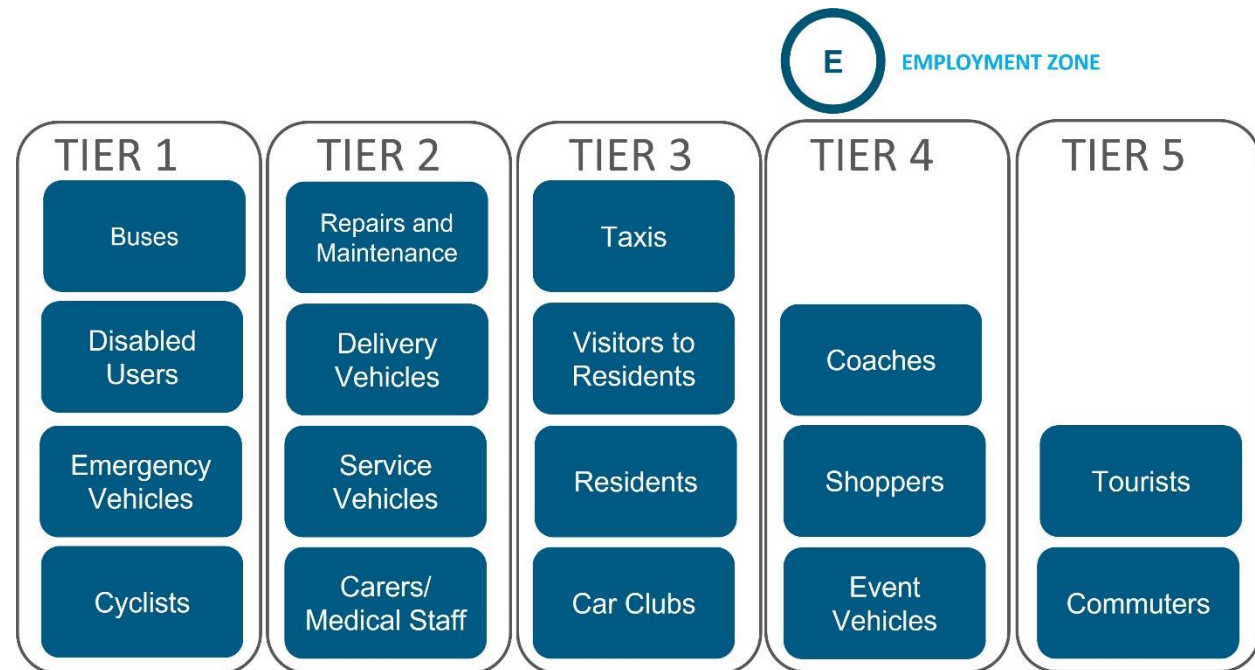 E
EMPLOYMENT ZONE
TIER 1
Buses
Disabled
Users
Emergency
Vehicles
Cyclists
TIER 2
Repairs and
Maintenance
Delivery
Vehicles
Service
Vehicles
Carers/
Medical Staff
TIER 3
Taxis
Visitors to
Residents
Residents
Car Clubs
TIER 4
Coaches
Shoppers
Event
Vehicles
TIER 5
Tourists
Commuters